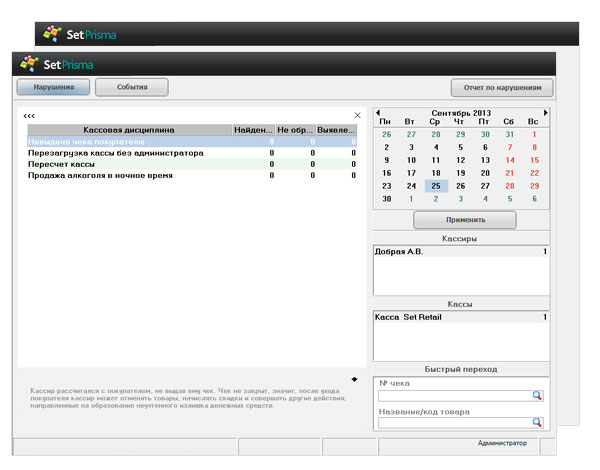 SetPrisma
SetPrisma
Нарушения
События
Отчет по нарушениям
‹‹‹
Кассовая дисциплина Найден... Не обр... Выявле...
Невыдача чека покупателю 0 0 0
Перезагрузка кассы без администратора 0 0 0
Пересчет кассы 0 0 0
Продажа алкоголя в ночное время 0 0 0
Кассир рассчитался с покупателем, не выдав ему чек. Чек не закрыт, значит, после ухода
покупателя кассир может отменять товары, начислять скидки и совершать другие действия,
направленные на образование неучтенного излишка денежных средств.
Сентябрь 2013
Пн Вт Ср Чт Пт Сб Вс
26 27 28 29 30 31 1
2 3 4 5 6 7 8
9 10 11 12 13 14 15
16 17 18 19 20 21 22
23 24 25 26 27 28 29
30 1 2 3 4 5 6
Применить
Кассиры
Добрая А.В. 1
Кассы
Касса Set Retail 1
Быстрый переход
№ чека
Название/код товара
Администратор